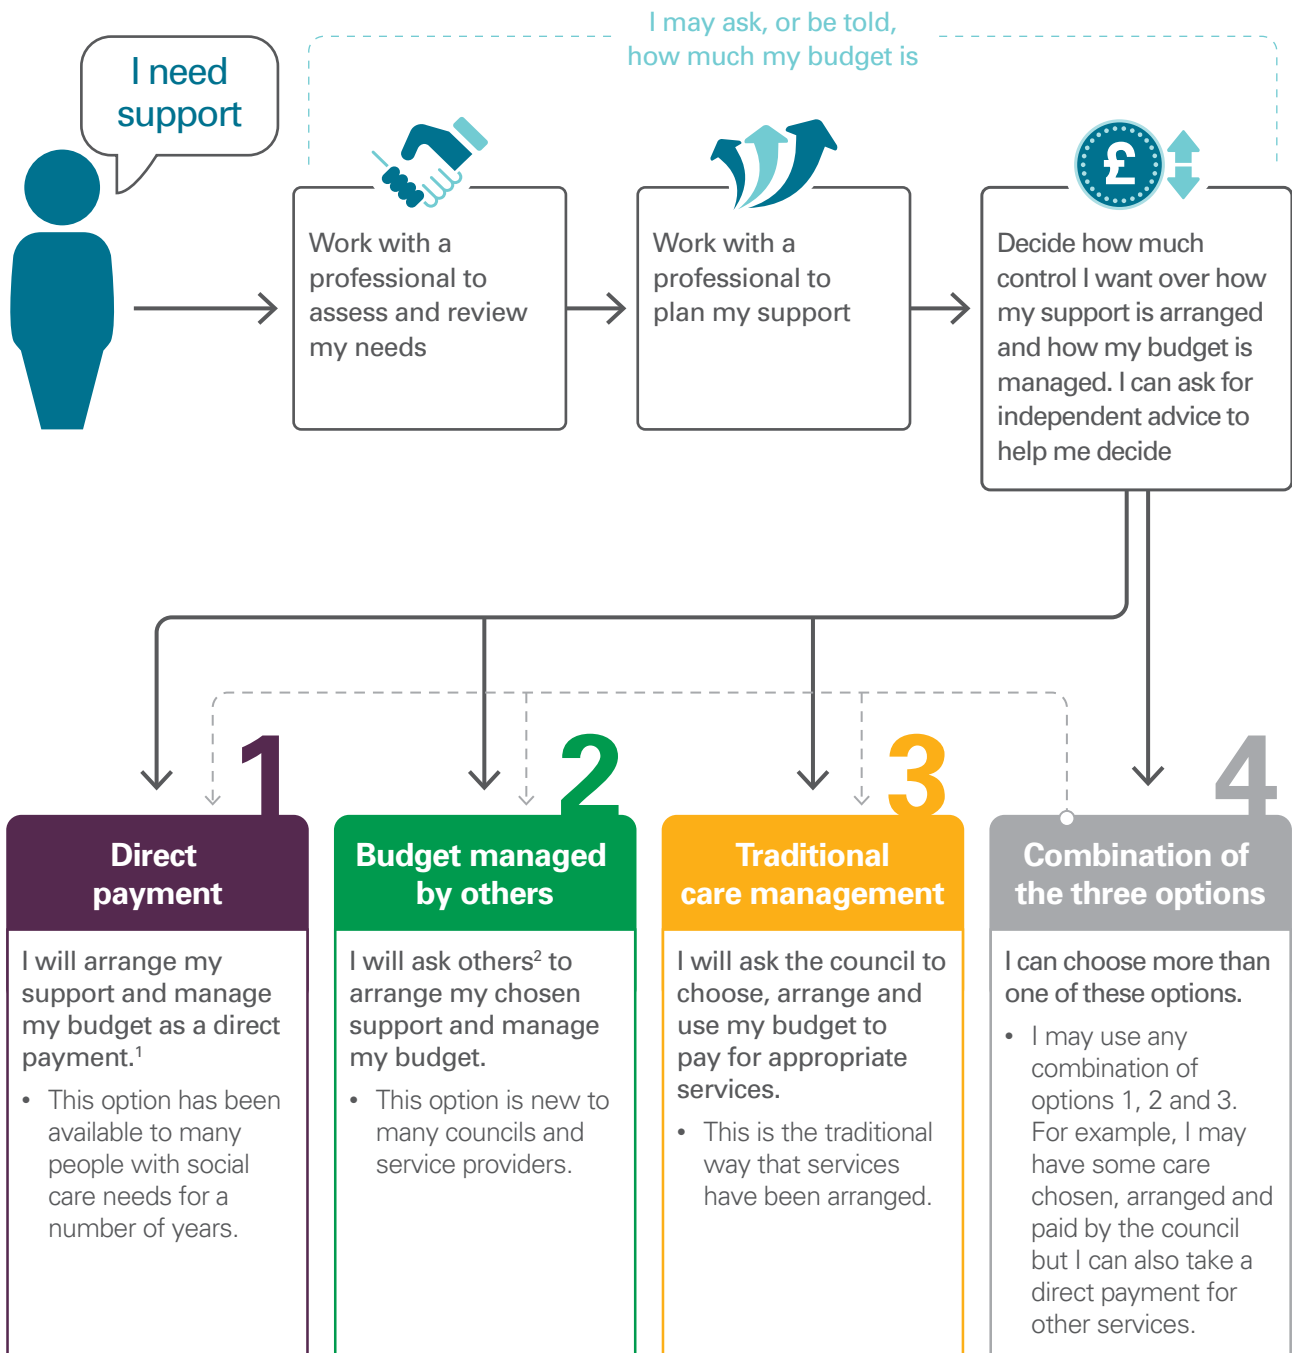 I may ask, or be told,
how much my budget is
I need
support
Work with a
professional to
assess and review
my needs
Work with a
professional to
plan my support
£
Decide how much
control I want over how
my support is arranged
and how my budget is
managed. I can ask for
independent advice to
help me decide
1
Direct
payment
I will arrange my
support and manage
my budget as a direct
payment.¹
• This option has been
available to many
people with social
care needs for a
number of years.
2
Budget managed
by others
I will ask others² to
arrange my chosen
support and manage
my budget.
• This option is new to
many councils and
service providers.
3
Traditional
care management
I will ask the council to
choose, arrange and
use my budget to
pay for appropriate
services.
• This is the traditional
way that services
have been arranged.
4
Combination of
the three options
I can choose more than
one of these options.
• I may use any
combination of
options 1, 2 and 3.
For example, I may
have some care
chosen, arranged and
paid by the council
but I can also take a
direct payment for
other services.